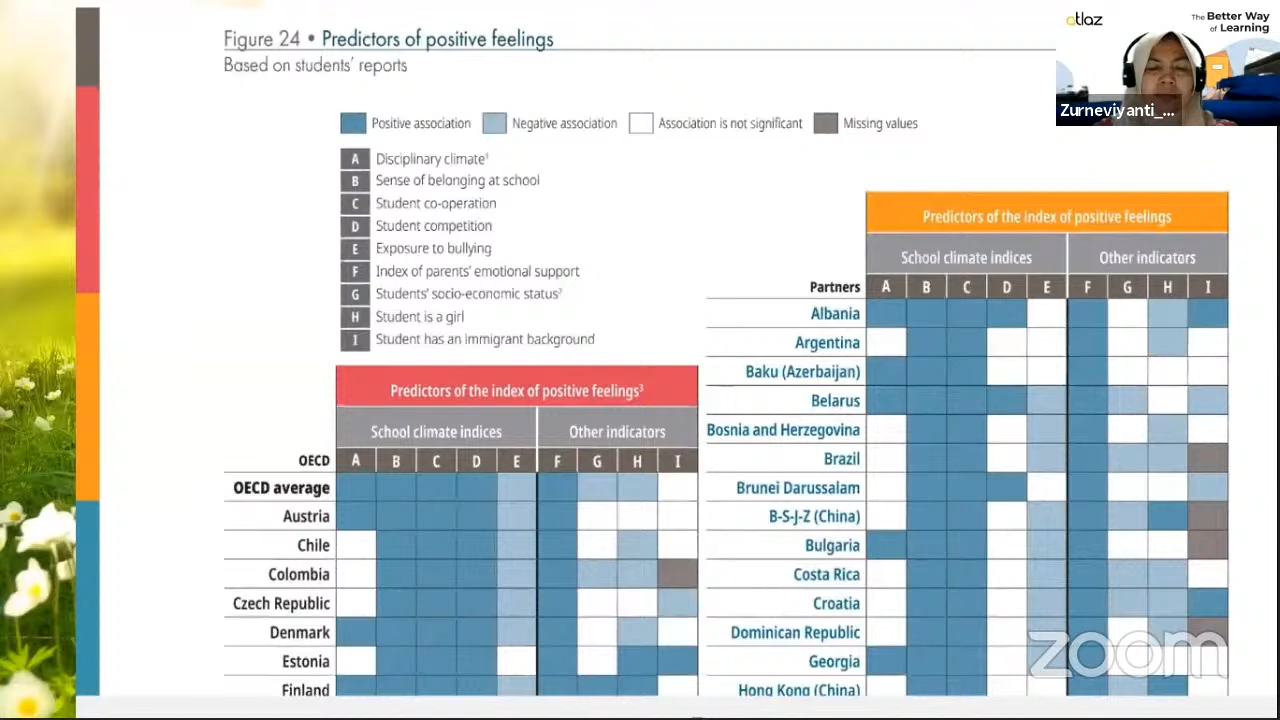 Figure 24 • Predictors of positive feelings
Based on students' reports
atlaz
The Better Way
of Learning
Zurneviyanti_...
Positive association
Negative association
Association is not significant
Missing values
A Disciplinary climate¹
B Sense of belonging at school
C Student co-operation
D Student competition
E Exposure to bullying
F Index of parents' emotional support
G Students' socio-economic status²
H Student is a girl
I Student has an immigrant background
Predictors of the index of positive feelings³
School climate indices Other indicators
OECD A B C D E F G H I
OECD average
Austria
Chile
Colombia
Czech Republic
Denmark
Estonia
Finland
Predictors of the index of positive feelings
School climate indices Other indicators
Partners A B C D E F G H I
Albania
Argentina
Baku (Azerbaijan)
Belarus
Bosnia and Herzegovina
Brazil
Brunei Darussalam
B-S-J-Z (China)
Bulgaria
Costa Rica
Croatia
Dominican Republic
Georgia
Hong Kong (China)
zoom